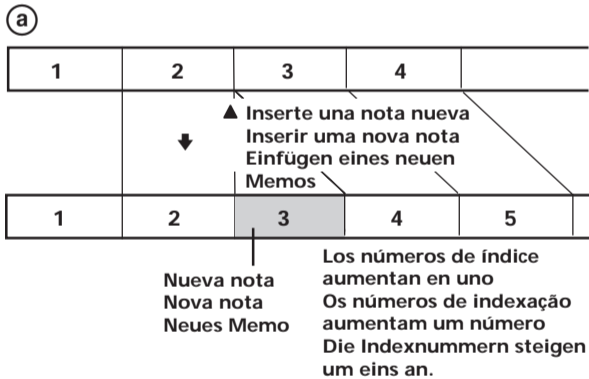 a
1 2 3 4
Inserte una nota nueva
Inserir uma nova nota
Einfügen eines neuen
Memos
1 2 3 4 5
Nueva nota
Nova nota
Neues Memo
Los números de índice
aumentan en uno
Os números de indexação
aumentam um número
Die Indexnummern steigen
um eins an.